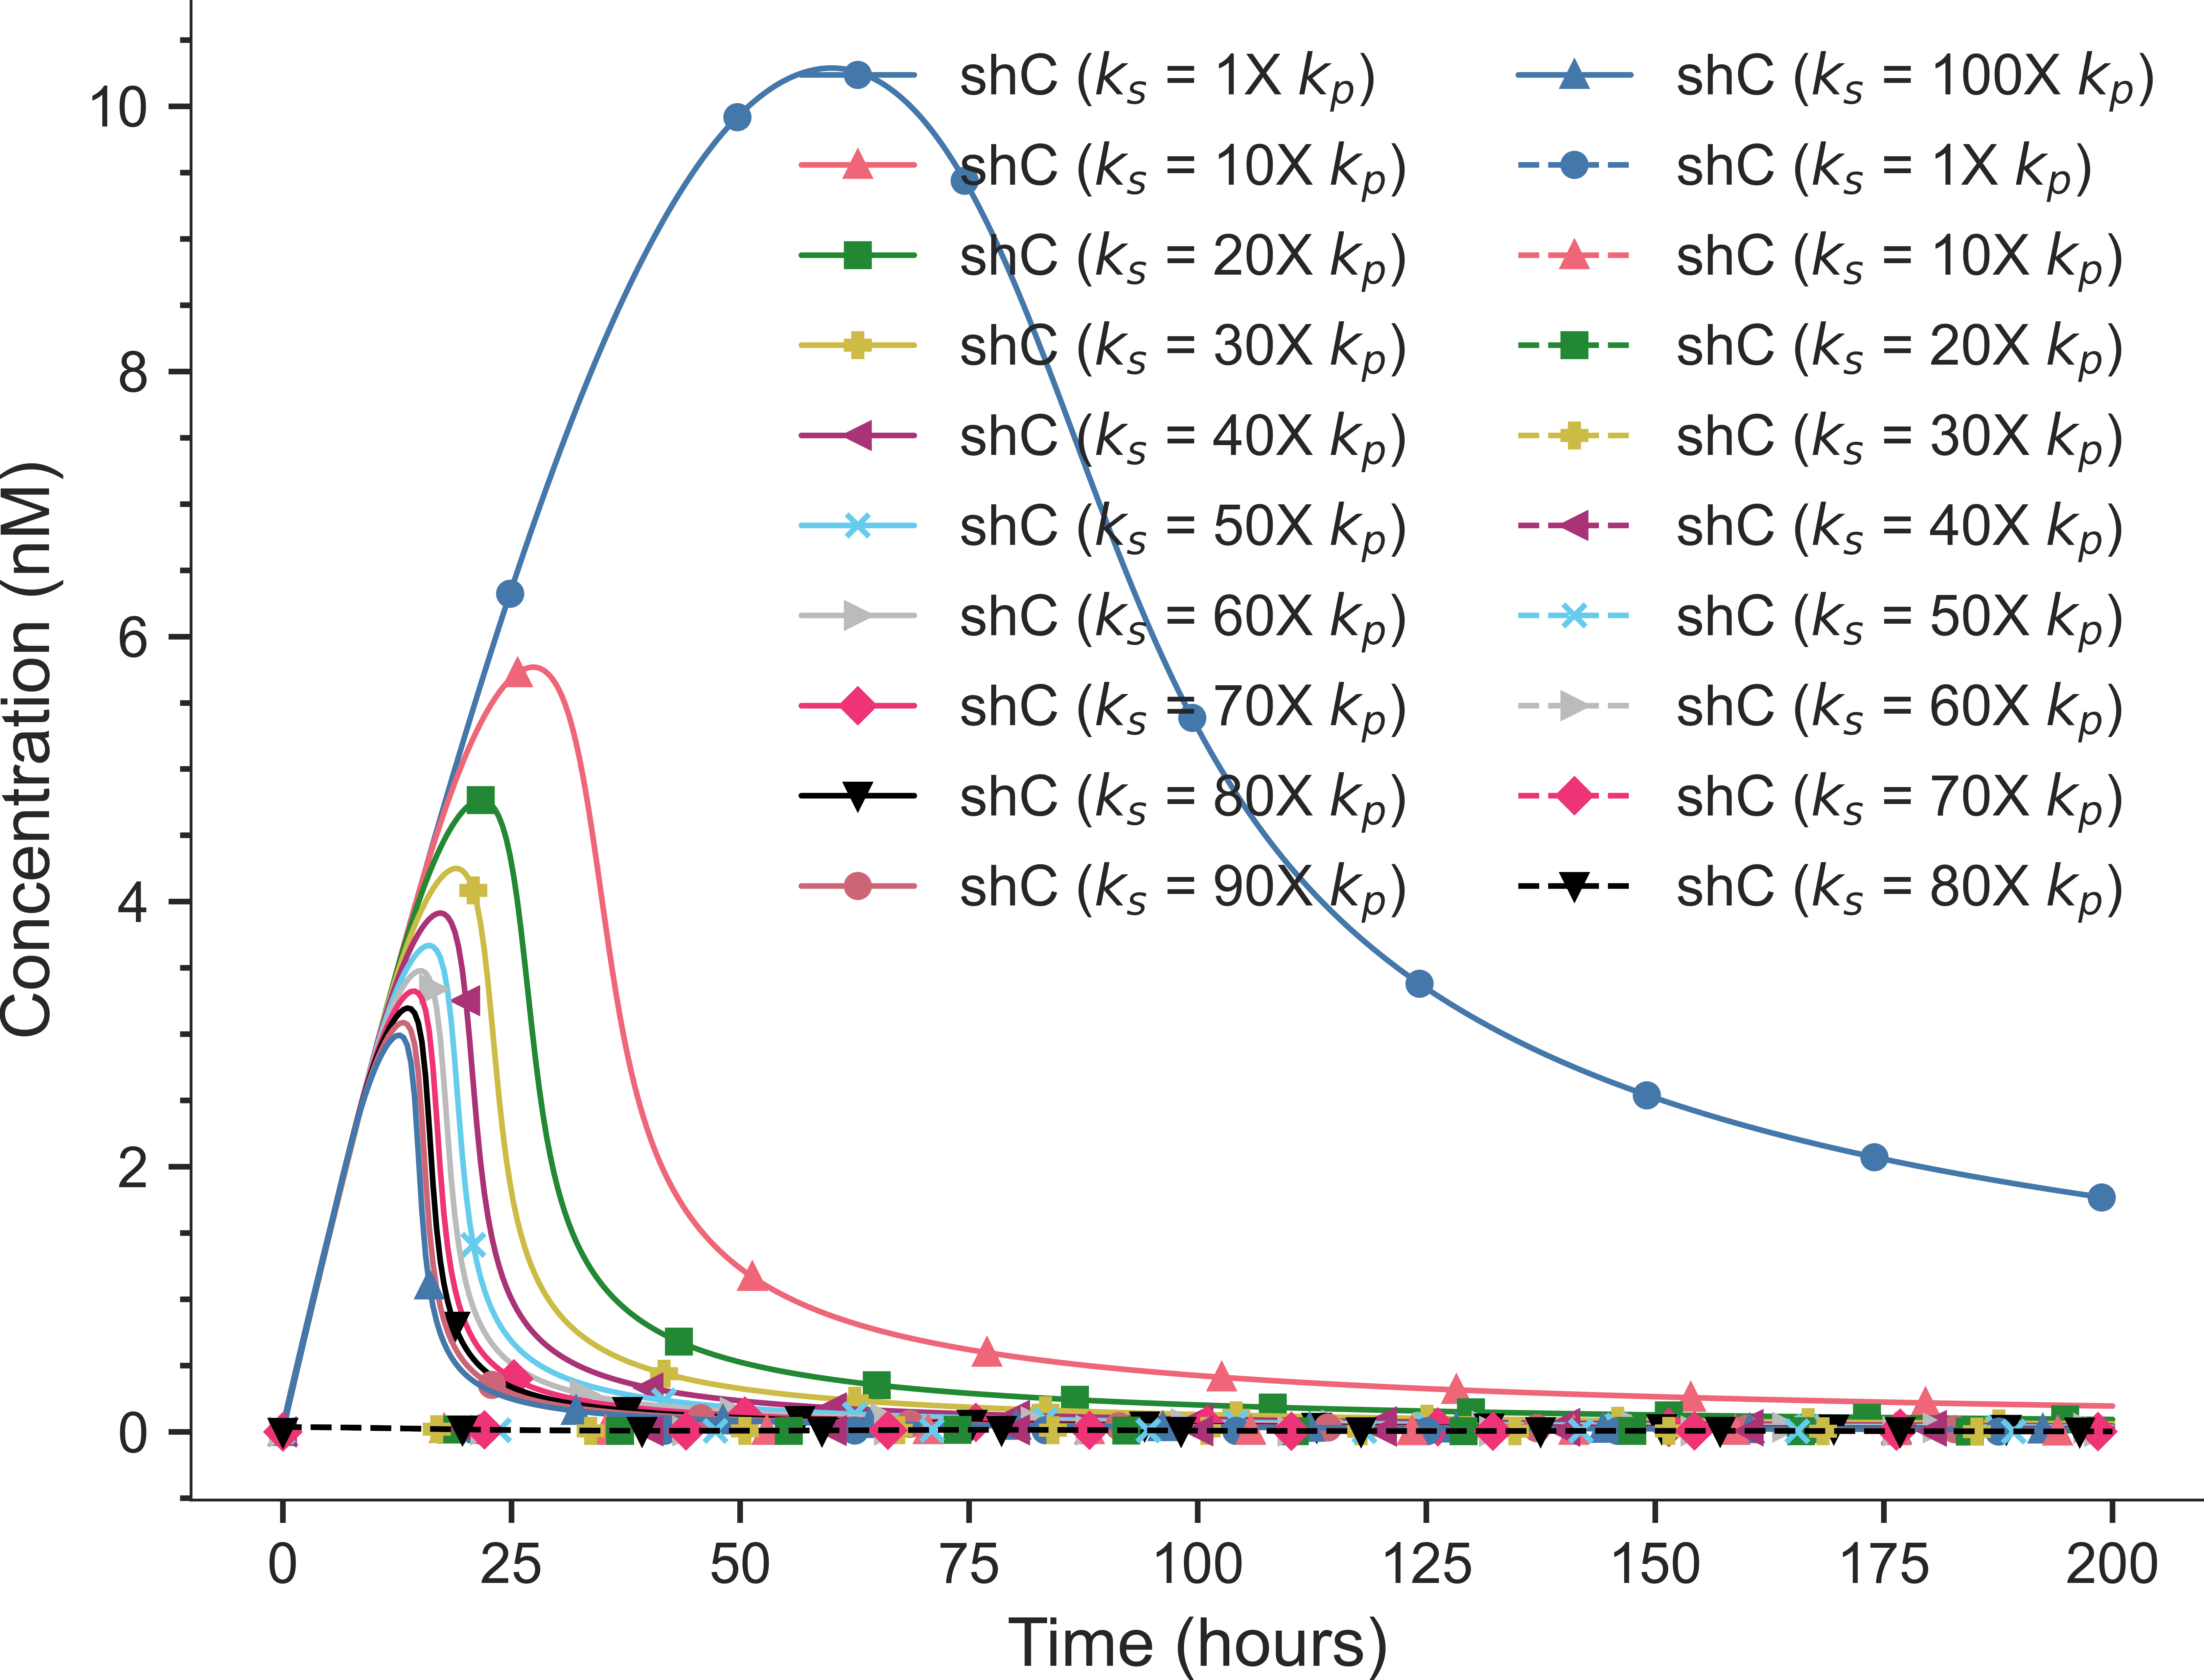 Concentration (nM)
10
8
6
4
2
0
shC (kₛ = 1X kₚ)
shC (kₛ = 10X kₚ)
shC (kₛ = 20X kₚ)
shC (kₛ = 30X kₚ)
shC (kₛ = 40X kₚ)
shC (kₛ = 50X kₚ)
shC (kₛ = 60X kₚ)
shC (kₛ = 70X kₚ)
shC (kₛ = 80X kₚ)
shC (kₛ = 90X kₚ)
shC (kₛ = 100X kₚ)
shC (kₛ = 1X kₚ)
shC (kₛ = 10X kₚ)
shC (kₛ = 20X kₚ)
shC (kₛ = 30X kₚ)
shC (kₛ = 40X kₚ)
shC (kₛ = 50X kₚ)
shC (kₛ = 60X kₚ)
shC (kₛ = 70X kₚ)
shC (kₛ = 80X kₚ)
0 25 50 75 100 125 150 175 200
Time (hours)